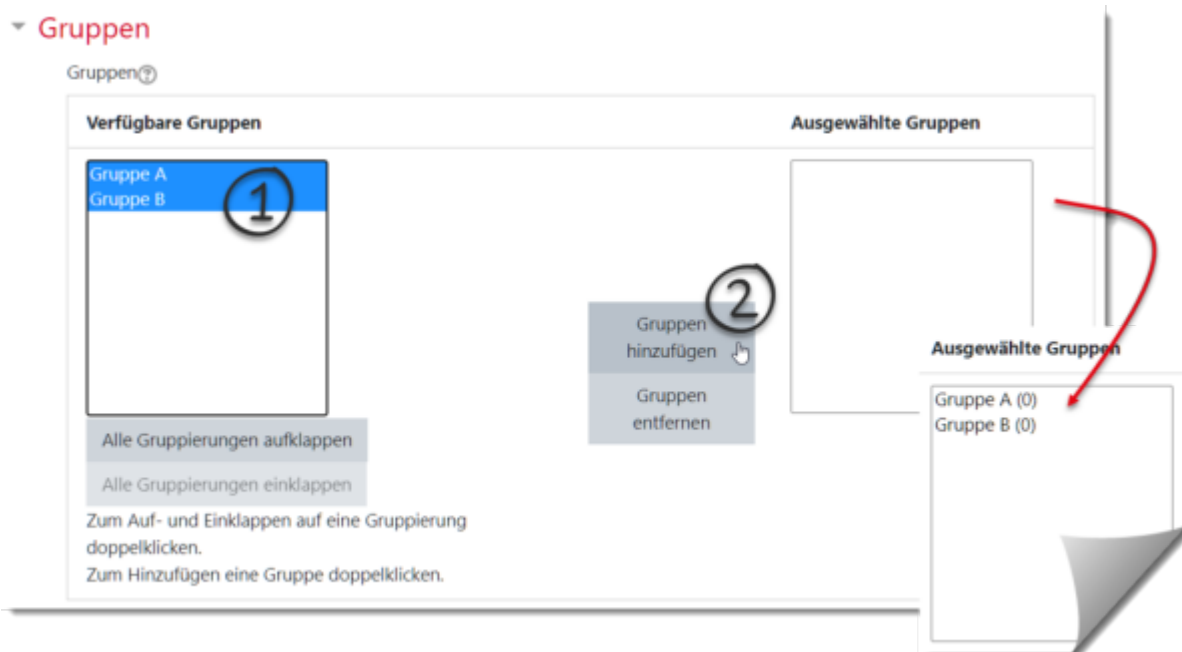 Gruppen
Gruppen?
Verfügbare Gruppen
Ausgewählte Gruppen
Gruppe A
Gruppe B
1
2
Gruppen
hinzufügen
Gruppen
entfernen
Alle Gruppierungen aufklappen
Alle Gruppierungen einklappen
Zum Auf- und Einklappen auf eine Gruppierung
doppelklicken.
Zum Hinzufügen eine Gruppe doppelklicken.
Ausgewählte Gruppen
Gruppe A (0)
Gruppe B (0)